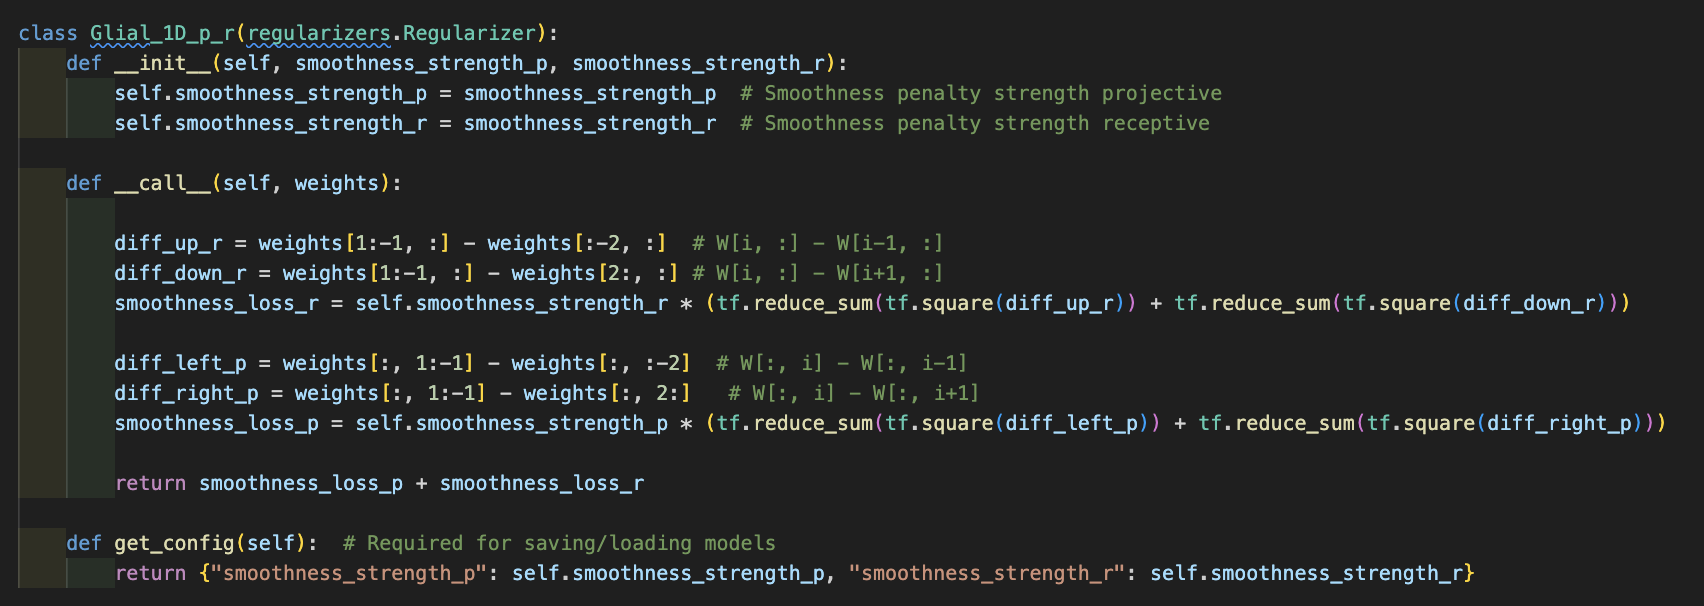 class Glial_1D_p_r(regularizers.Regularizer):
    def __init__(self, smoothness_strength_p, smoothness_strength_r):
        self.smoothness_strength_p = smoothness_strength_p  # Smoothness penalty strength projective
        self.smoothness_strength_r = smoothness_strength_r  # Smoothness penalty strength receptive

    def __call__(self, weights):

        diff_up_r = weights[1:-1, :] - weights[:-2, :]  # W[i, :] - W[i-1, :]
        diff_down_r = weights[1:-1, :] - weights[2:, :] # W[i, :] - W[i+1, :]
        smoothness_loss_r = self.smoothness_strength_r * (tf.reduce_sum(tf.square(diff_up_r)) + tf.reduce_sum(tf.square(diff_down_r)))

        diff_left_p = weights[:, 1:-1] - weights[:, :-2]  # W[:, i] - W[:, i-1]
        diff_right_p = weights[:, 1:-1] - weights[:, 2:]   # W[:, i] - W[:, i+1]
        smoothness_loss_p = self.smoothness_strength_p * (tf.reduce_sum(tf.square(diff_left_p)) + tf.reduce_sum(tf.square(diff_right_p)))

        return smoothness_loss_p + smoothness_loss_r

    def get_config(self):  # Required for saving/loading models
        return {"smoothness_strength_p": self.smoothness_strength_p, "smoothness_strength_r": self.smoothness_strength_r}